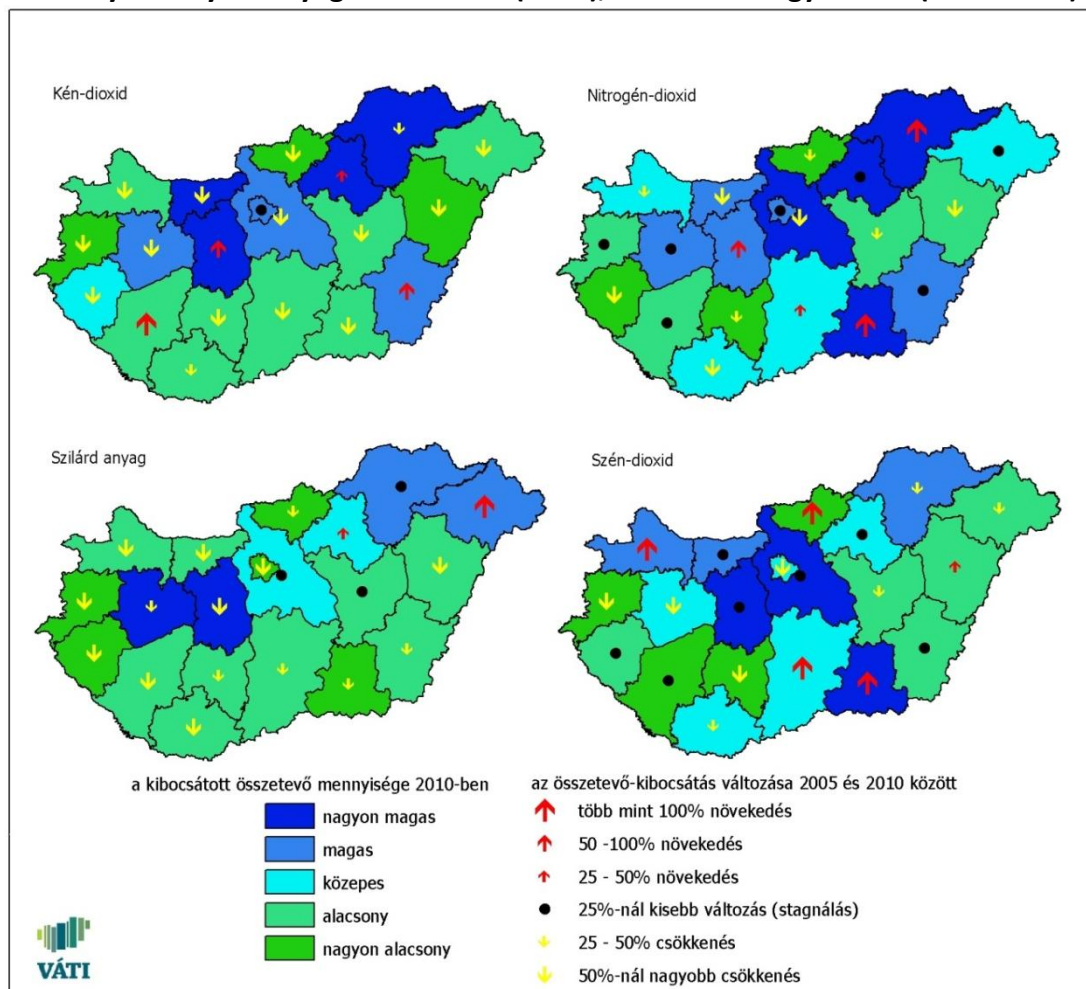 Kén-dioxid
Nitrogén-dioxid
Szilárd anyag
Szén-dioxid
a kibocsátott összetevő mennyisége 2010-ben
nagyon magas
magas
közepes
alacsony
nagyon alacsony
az összetevő-kibocsátás változása 2005 és 2010 között
több mint 100% növekedés
50 -100% növekedés
25 - 50% növekedés
25%-nál kisebb változás (stagnálás)
25 - 50% csökkenés
50%-nál nagyobb csökkenés
VÁTI